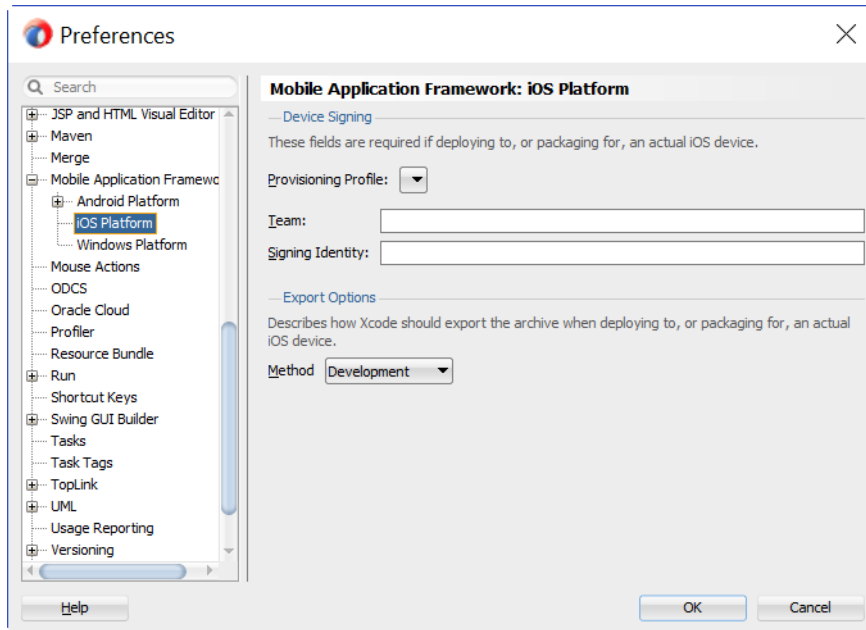 Preferences
Search
JSP and HTML Visual Editor
Maven
Merge
Mobile Application Framewo
Android Platform
iOS Platform
Windows Platform
Mouse Actions
ODCS
Oracle Cloud
Profiler
Resource Bundle
Run
Shortcut Keys
Swing GUI Builder
Tasks
Task Tags
TopLink
UML
Usage Reporting
Versioning
Mobile Application Framework: iOS Platform
Device Signing
These fields are required if deploying to, or packaging for, an actual iOS device.
Provisioning Profile:
Team:
Signing Identity:
Export Options
Describes how Xcode should export the archive when deploying to, or packaging for, an actual
iOS device.
Method Development
Help
OK
Cancel